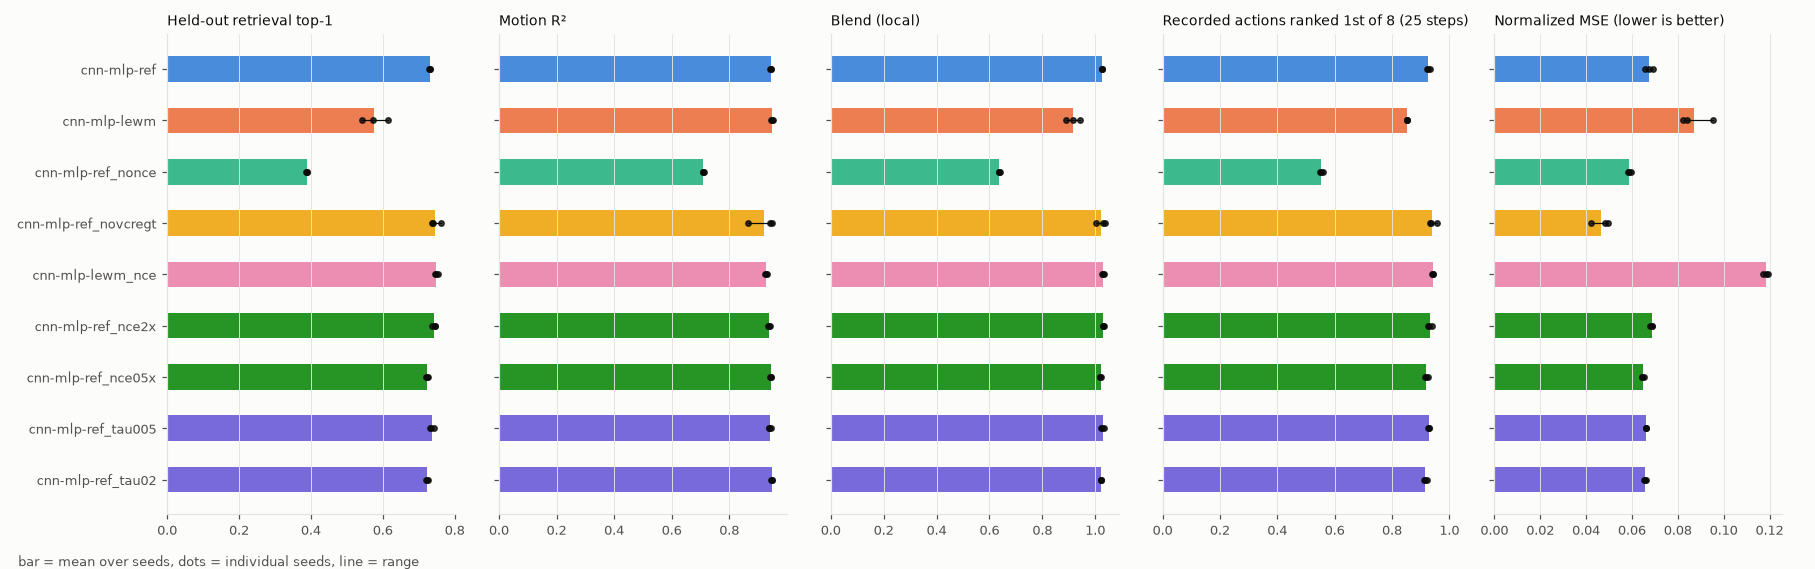 Held-out retrieval top-1
Motion R²
Blend (local)
Recorded actions ranked 1st of 8 (25 steps)
Normalized MSE (lower is better)
cnn-mlp-ref
cnn-mlp-lewm
cnn-mlp-ref_nonce
cnn-mlp-ref_novcregt
cnn-mlp-lewm_nce
cnn-mlp-ref_nce2x
cnn-mlp-ref_nce05x
cnn-mlp-ref_tau005
cnn-mlp-ref_tau02
0.0 0.2 0.4 0.6 0.8
0.0 0.2 0.4 0.6 0.8
0.0 0.2 0.4 0.6 0.8 1.0
0.0 0.2 0.4 0.6 0.8 1.0
0.00 0.02 0.04 0.06 0.08 0.10 0.12
bar = mean over seeds, dots = individual seeds, line = range